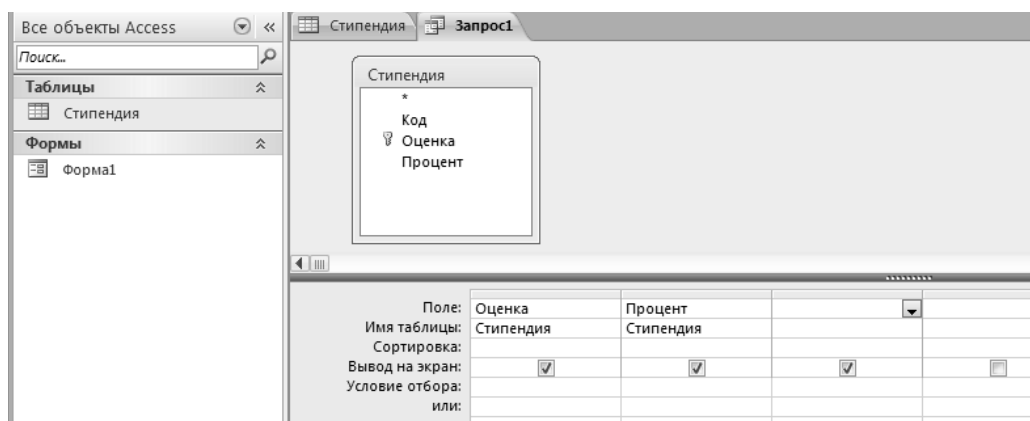 Все объекты Access
Поиск...
Таблицы
Стипендия
Формы
Форма1
Стипендия Запрос1
Стипендия
*
Код
Оценка
Процент
Поле: Оценка Процент
Имя таблицы: Стипендия Стипендия
Сортировка:
Вывод на экран:
Условие отбора:
или: